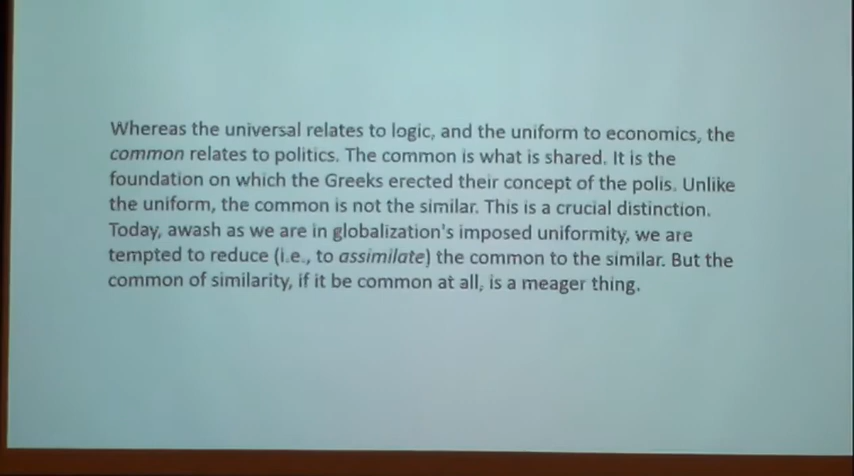 Whereas the universal relates to logic, and the uniform to economics, the
common relates to politics. The common is what is shared. It is the
foundation on which the Greeks erected their concept of the polis. Unlike
the uniform, the common is not the similar. This is a crucial distinction.
Today, awash as we are in globalization's imposed uniformity, we are
tempted to reduce (i.e., to assimilate) the common to the similar. But the
common of similarity, if it be common at all, is a meager thing.